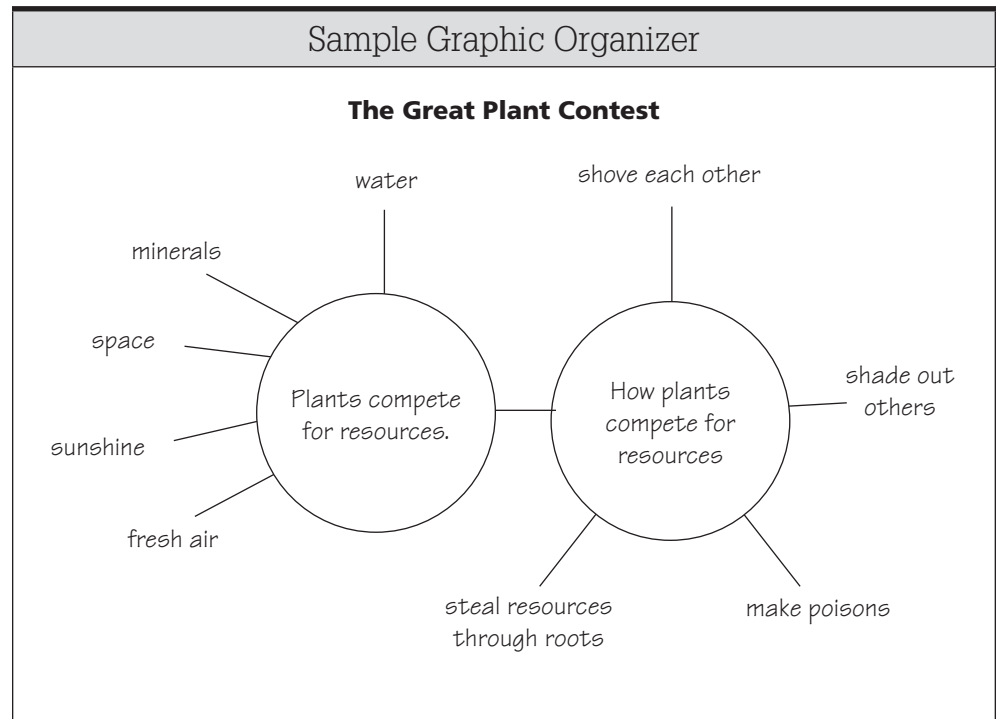 Sample Graphic Organizer
The Great Plant Contest
water
minerals
space
sunshine
fresh air
Plants compete
for resources.
shove each other
How plants
compete for
resources
shade out
others
steal resources
through roots
make poisons